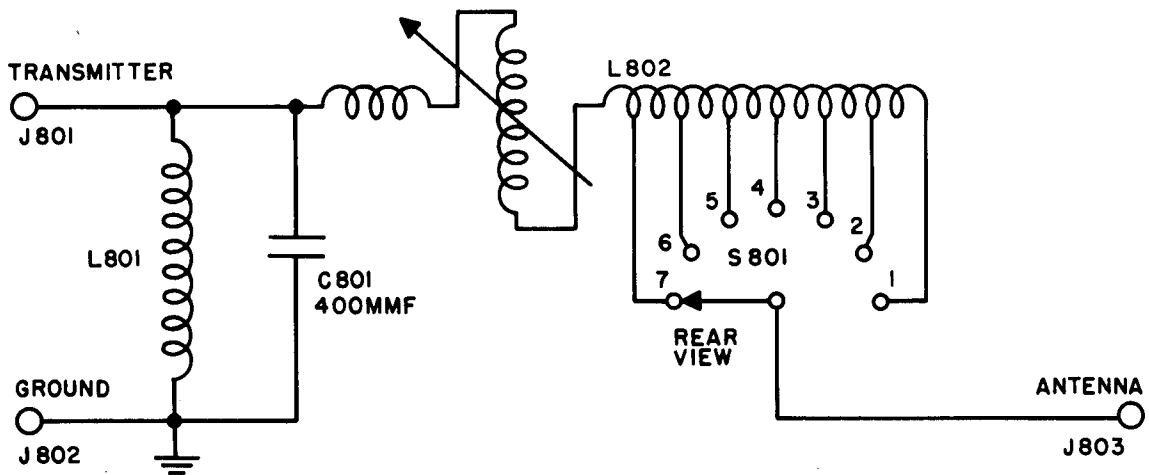 TRANSMITTER
J801
L802
L801
C801
400MMF
1
2
3
4
5
6
7
S801
REAR
VIEW
GROUND
J802
ANTENNA
J803